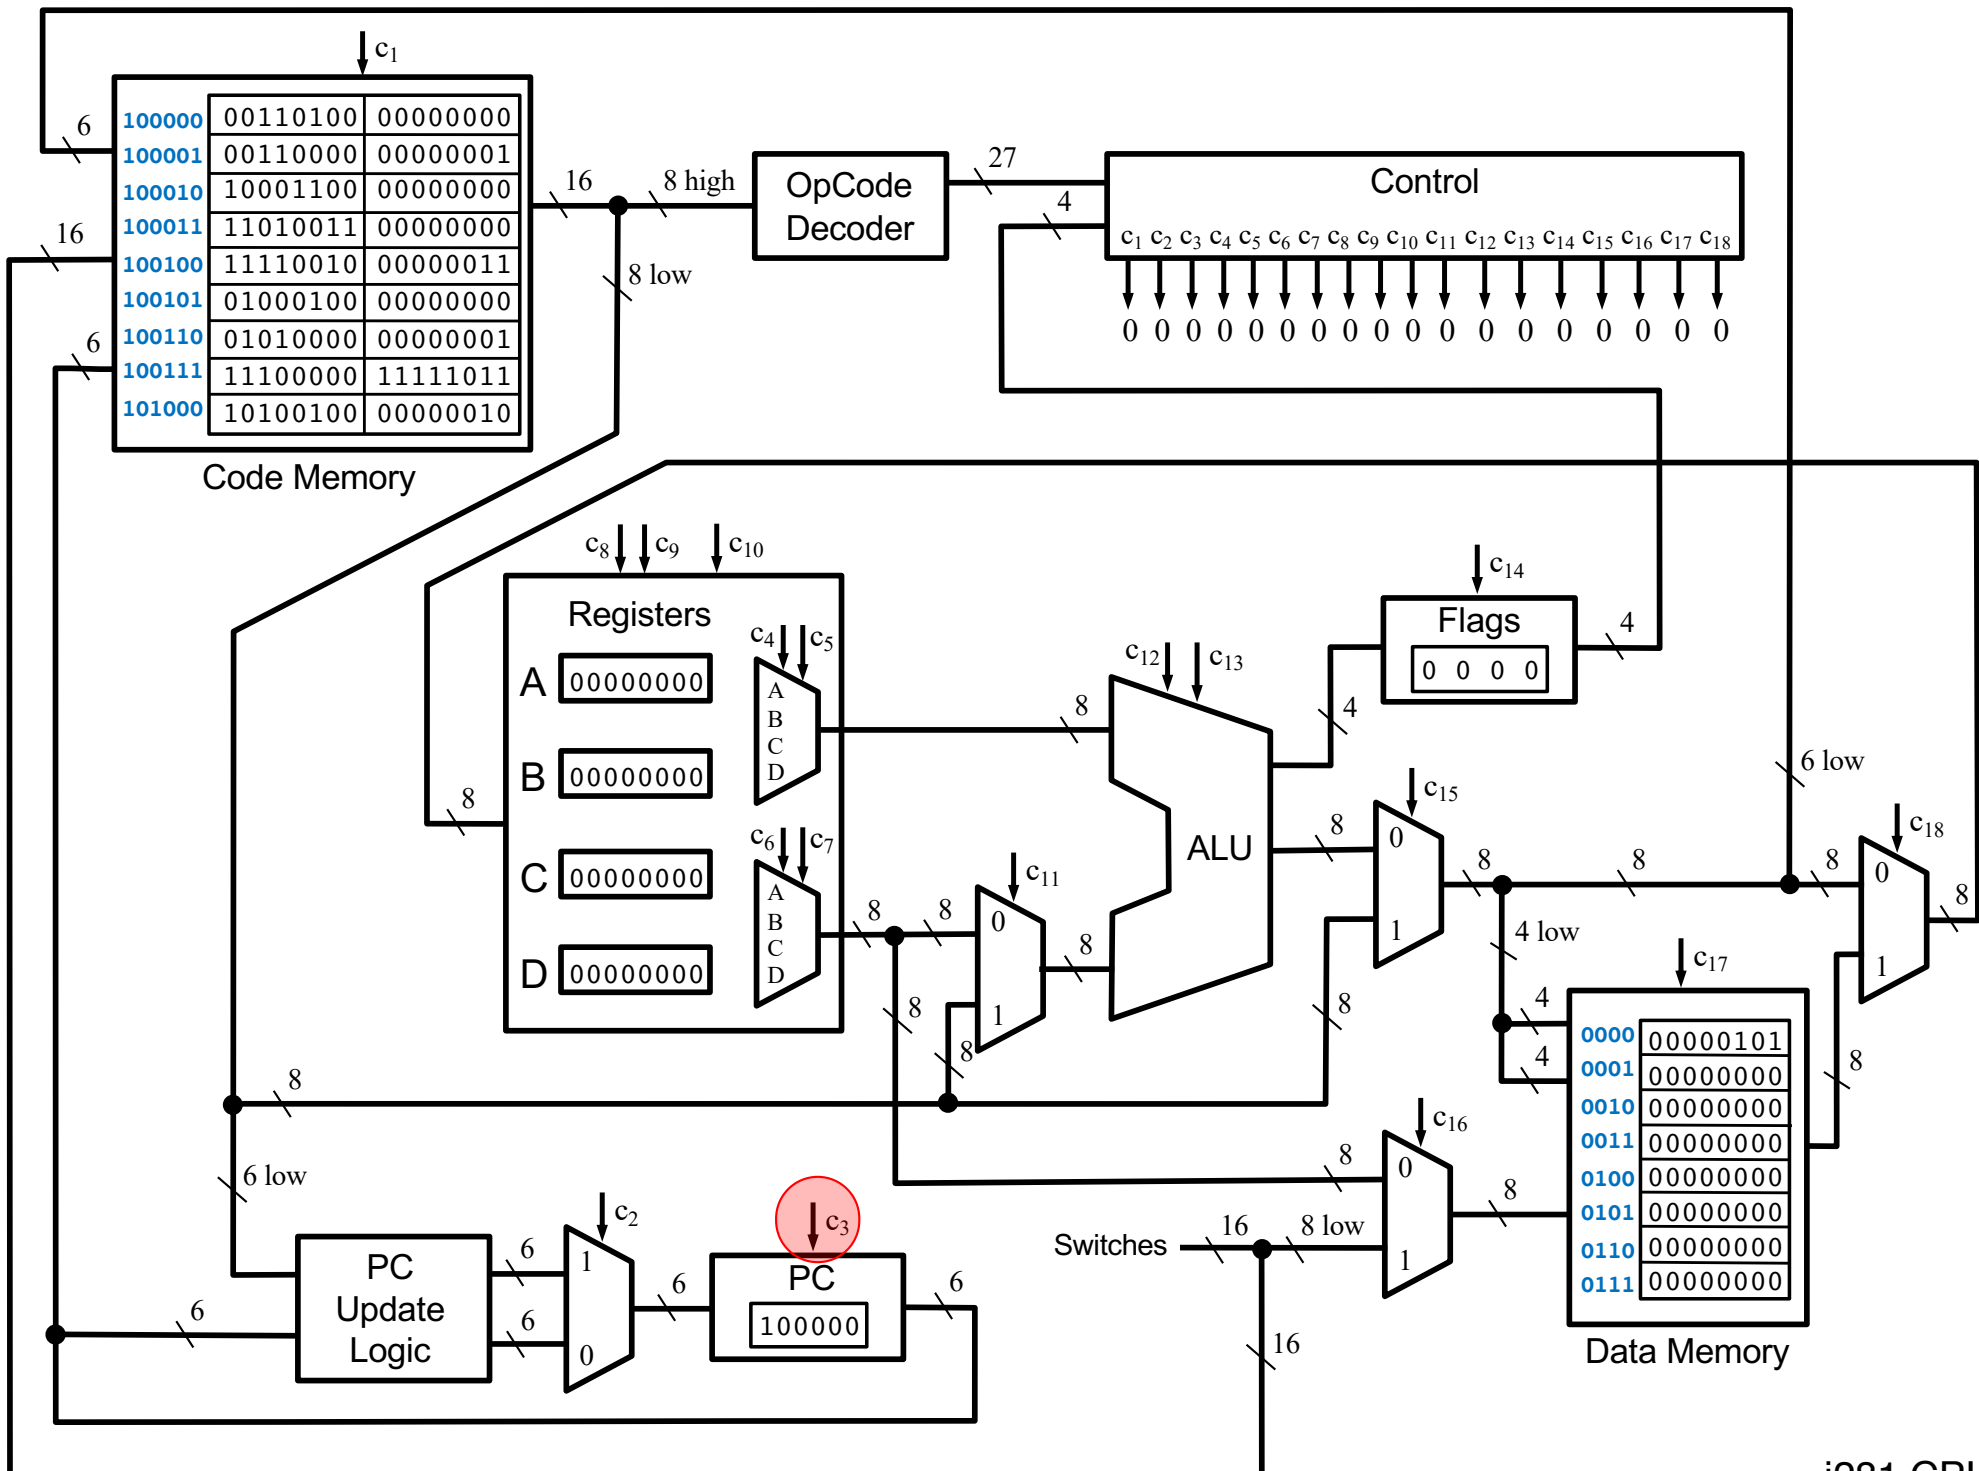 c1
6
16
6
100000 00110100 00000000
100001 00110000 00000001
100010 10001100 00000000
100011 11010011 00000000
100100 11110010 00000011
100101 01000100 00000000
100110 01010000 00000001
100111 11100000 11111011
101000 10100100 00000010
Code Memory
16
8 high
8 low
OpCode
Decoder
27
4
Control
c1 c2 c3 c4 c5 c6 c7 c8 c9 c10 c11 c12 c13 c14 c15 c16 c17 c18
0 0 0 0 0 0 0 0 0 0 0 0 0 0 0 0 0 0
c8 c9 c10
Registers
A 00000000
B 00000000
C 00000000
D 00000000
8
c4 c5
A
B
C
D
c6 c7
A
B
C
D
8
8
8
8
c11
0
1
8
8
c12 c13
ALU
4
8
c14
Flags
0 0 0 0
4
c15
0
1
8
8
8
8
6 low
4 low
4
4
c18
0
1
8
c17
0000 00000101
0001 00000000
0010 00000000
0011 00000000
0100 00000000
0101 00000000
0110 00000000
0111 00000000
Data Memory
8
8
c16
0
1
8
8
Switches
16
8 low
16
6 low
6
PC
Update
Logic
6
6
c2
1
0
6
c3
PC
100000
6